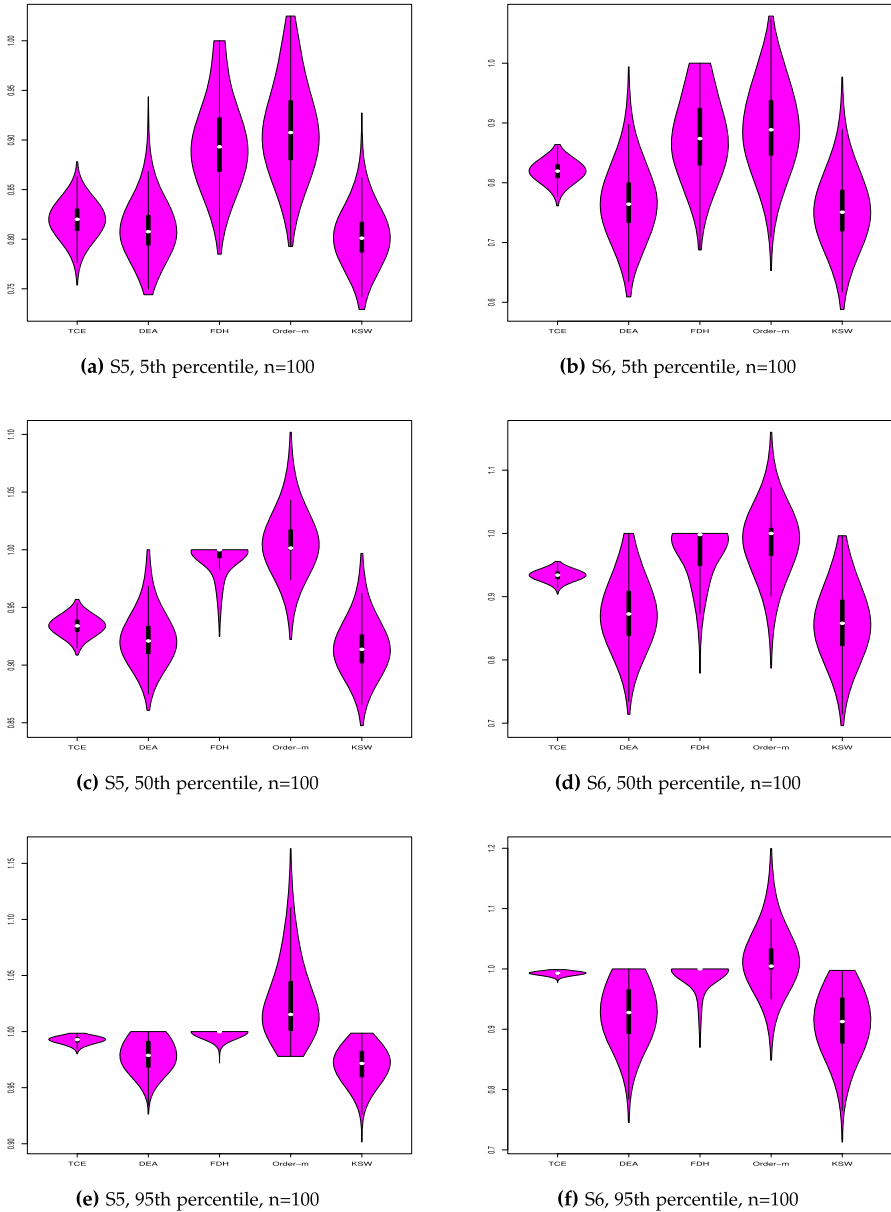 1.00
0.95
0.90
0.85
0.80
0.75
TCE DEA FDH Order-m KSW
(a) S5, 5th percentile, n=100
1.0
0.9
0.8
0.7
0.6
TCE DEA FDH Order-m KSW
(b) S6, 5th percentile, n=100
1.10
1.05
1.00
0.95
0.90
0.85
TCE DEA FDH Order-m KSW
(c) S5, 50th percentile, n=100
1.1
1.0
0.9
0.8
0.7
TCE DEA FDH Order-m KSW
(d) S6, 50th percentile, n=100
1.15
1.10
1.05
1.00
0.95
0.90
TCE DEA FDH Order-m KSW
(e) S5, 95th percentile, n=100
1.2
1.1
1.0
0.9
0.8
0.7
TCE DEA FDH Order-m KSW
(f) S6, 95th percentile, n=100